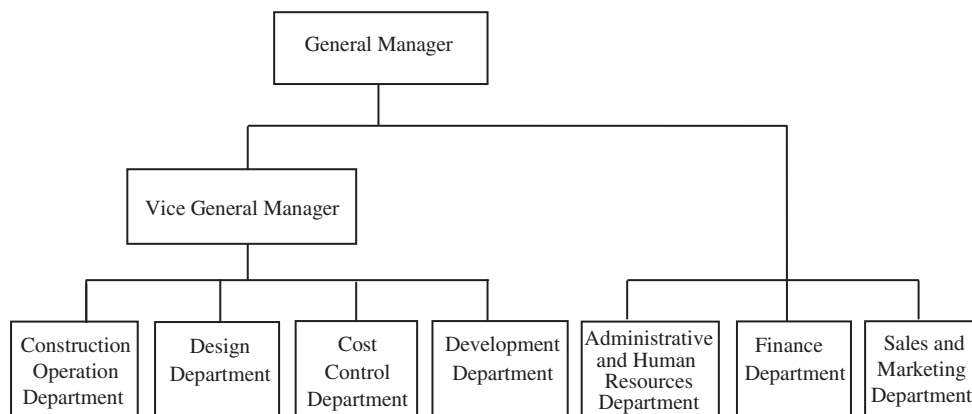 General Manager
Vice General Manager
Construction
Operation
Department
Design
Department
Cost
Control
Department
Development
Department
Administrative
and Human
Resources
Department
Finance
Department
Sales and
Marketing
Department